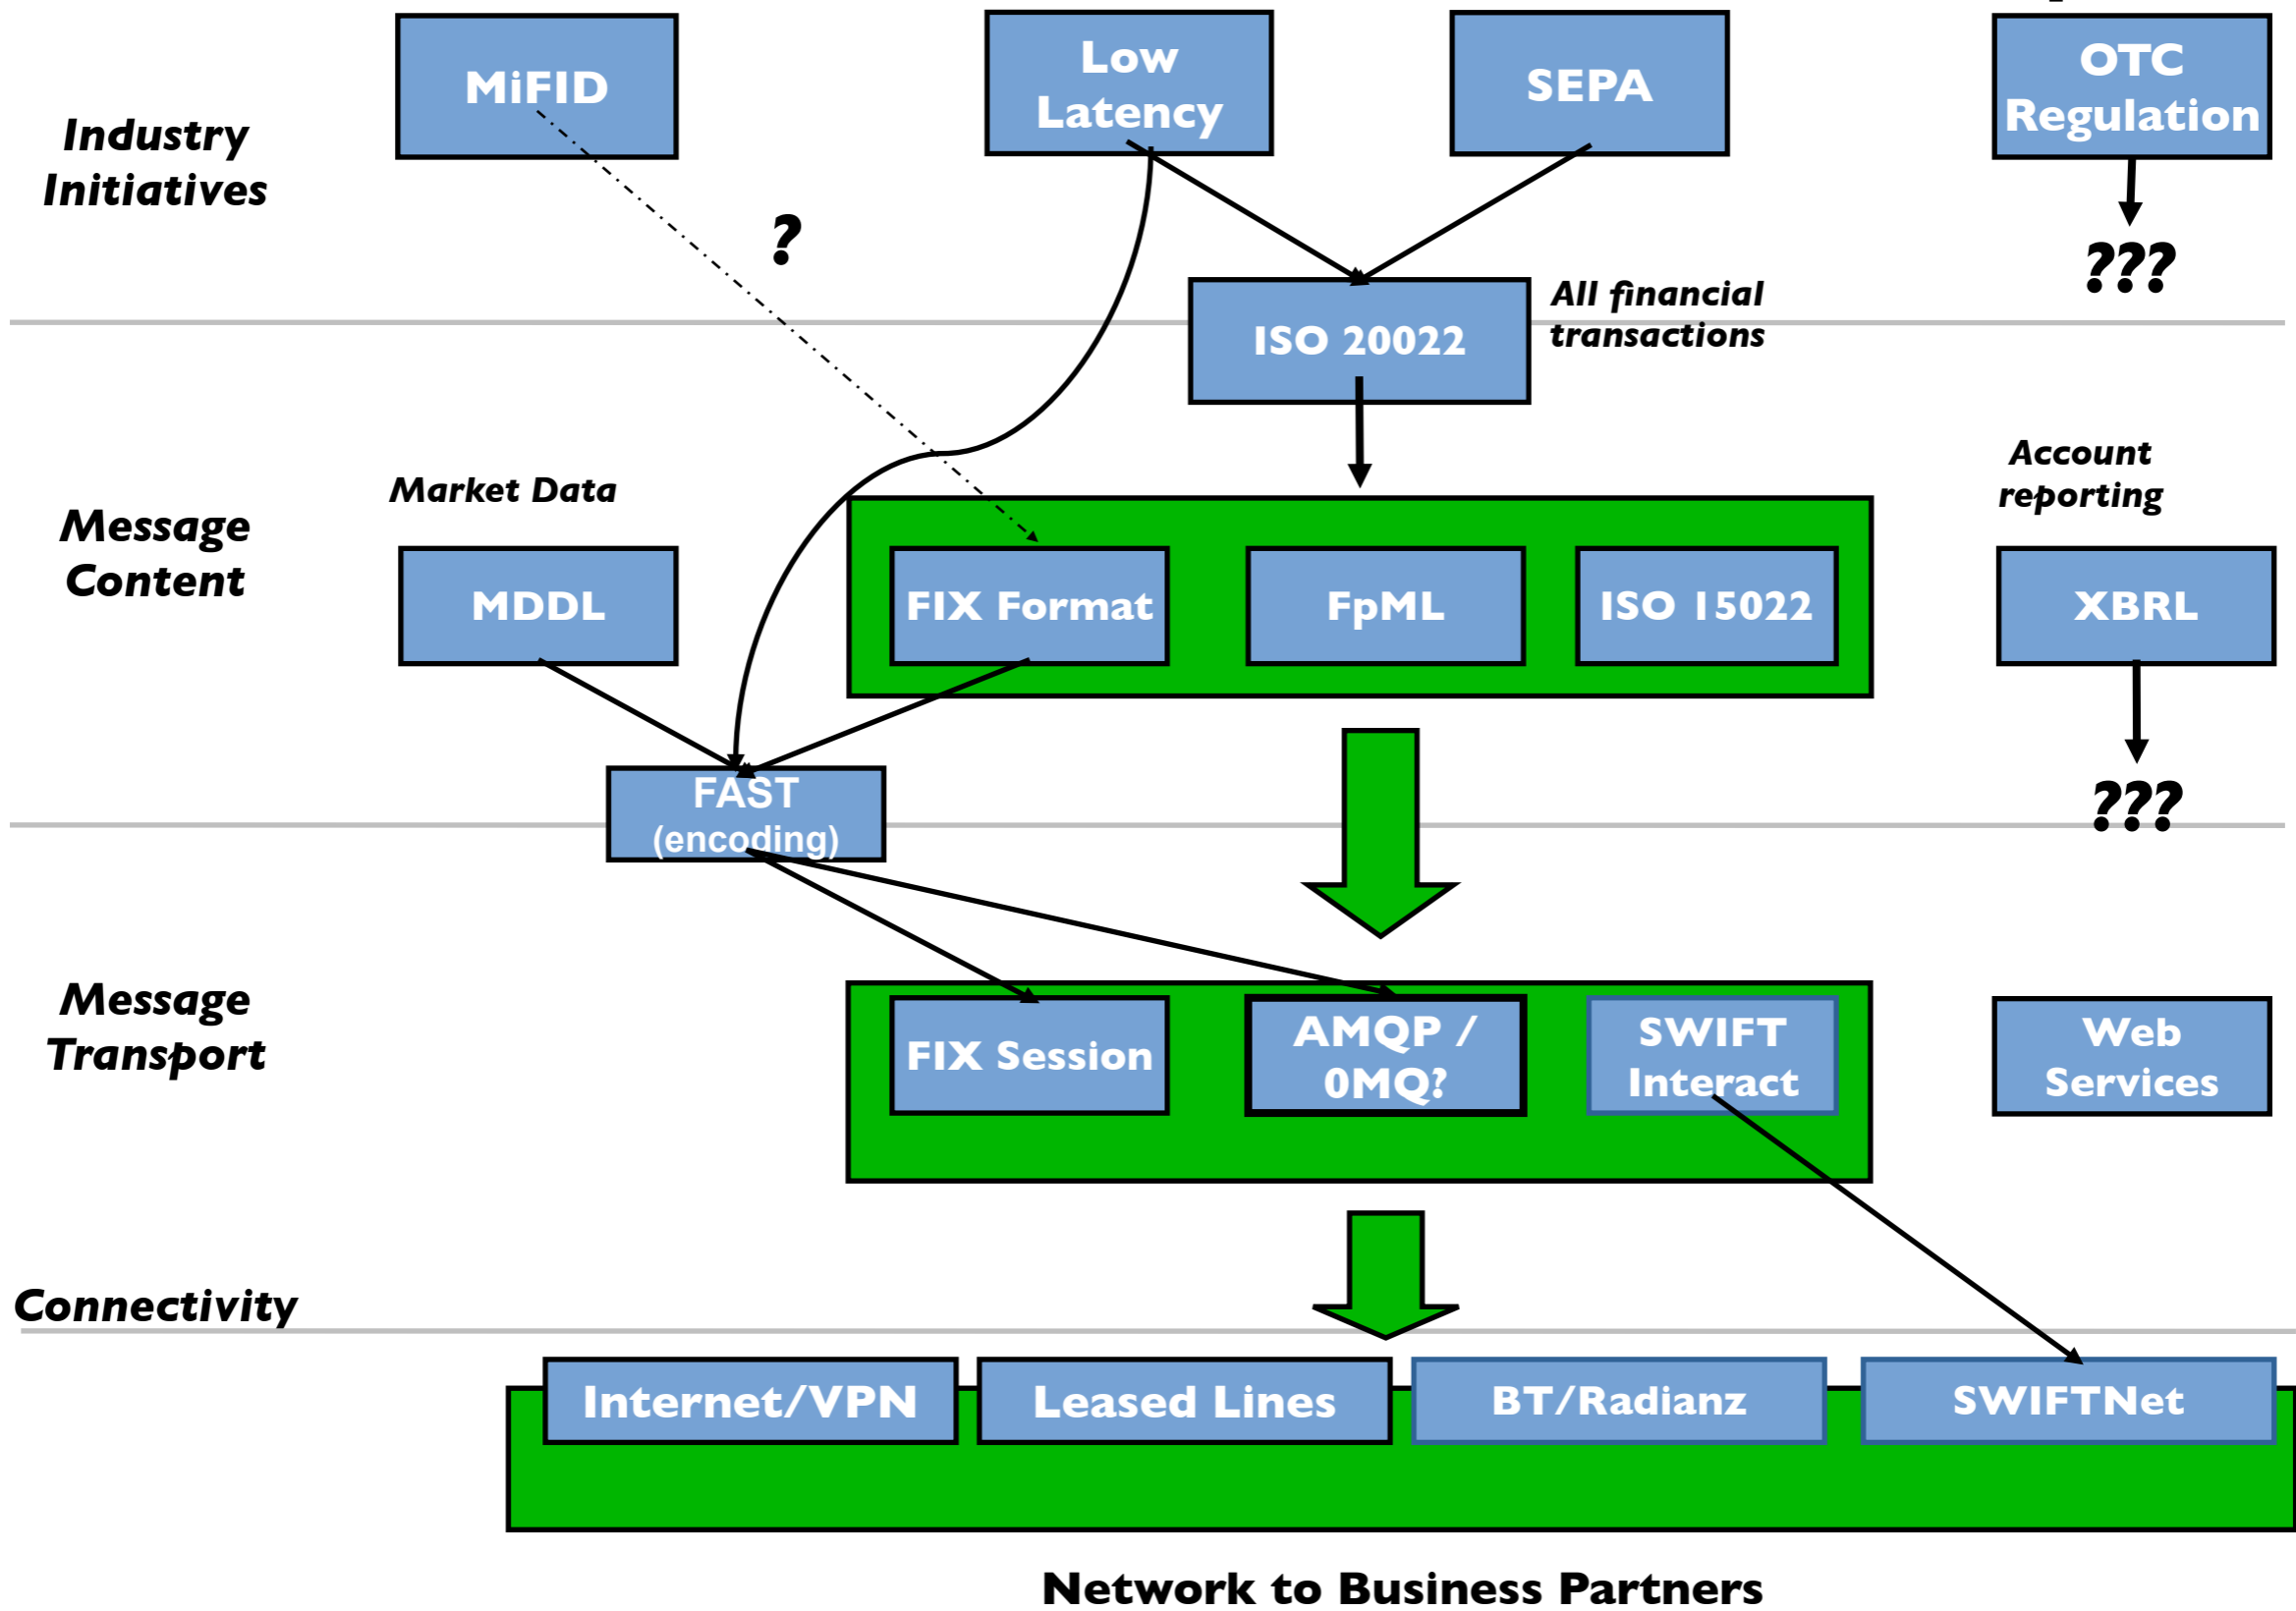 MiFID
Low
Latency
SEPA
OTC
Regulation
Industry
Initiatives
?
???
ISO 20022
All financial
transactions
Market Data
Account
reporting
Message
Content
MDDL
FIX Format
FpML
ISO 15022
XBRL
FAST
(encoding)
???
Message
Transport
FIX Session
AMQP /
0MQ?
SWIFT
Interact
Web
Services
Connectivity
Internet/VPN
Leased Lines
BT/Radianz
SWIFTNet
Network to Business Partners